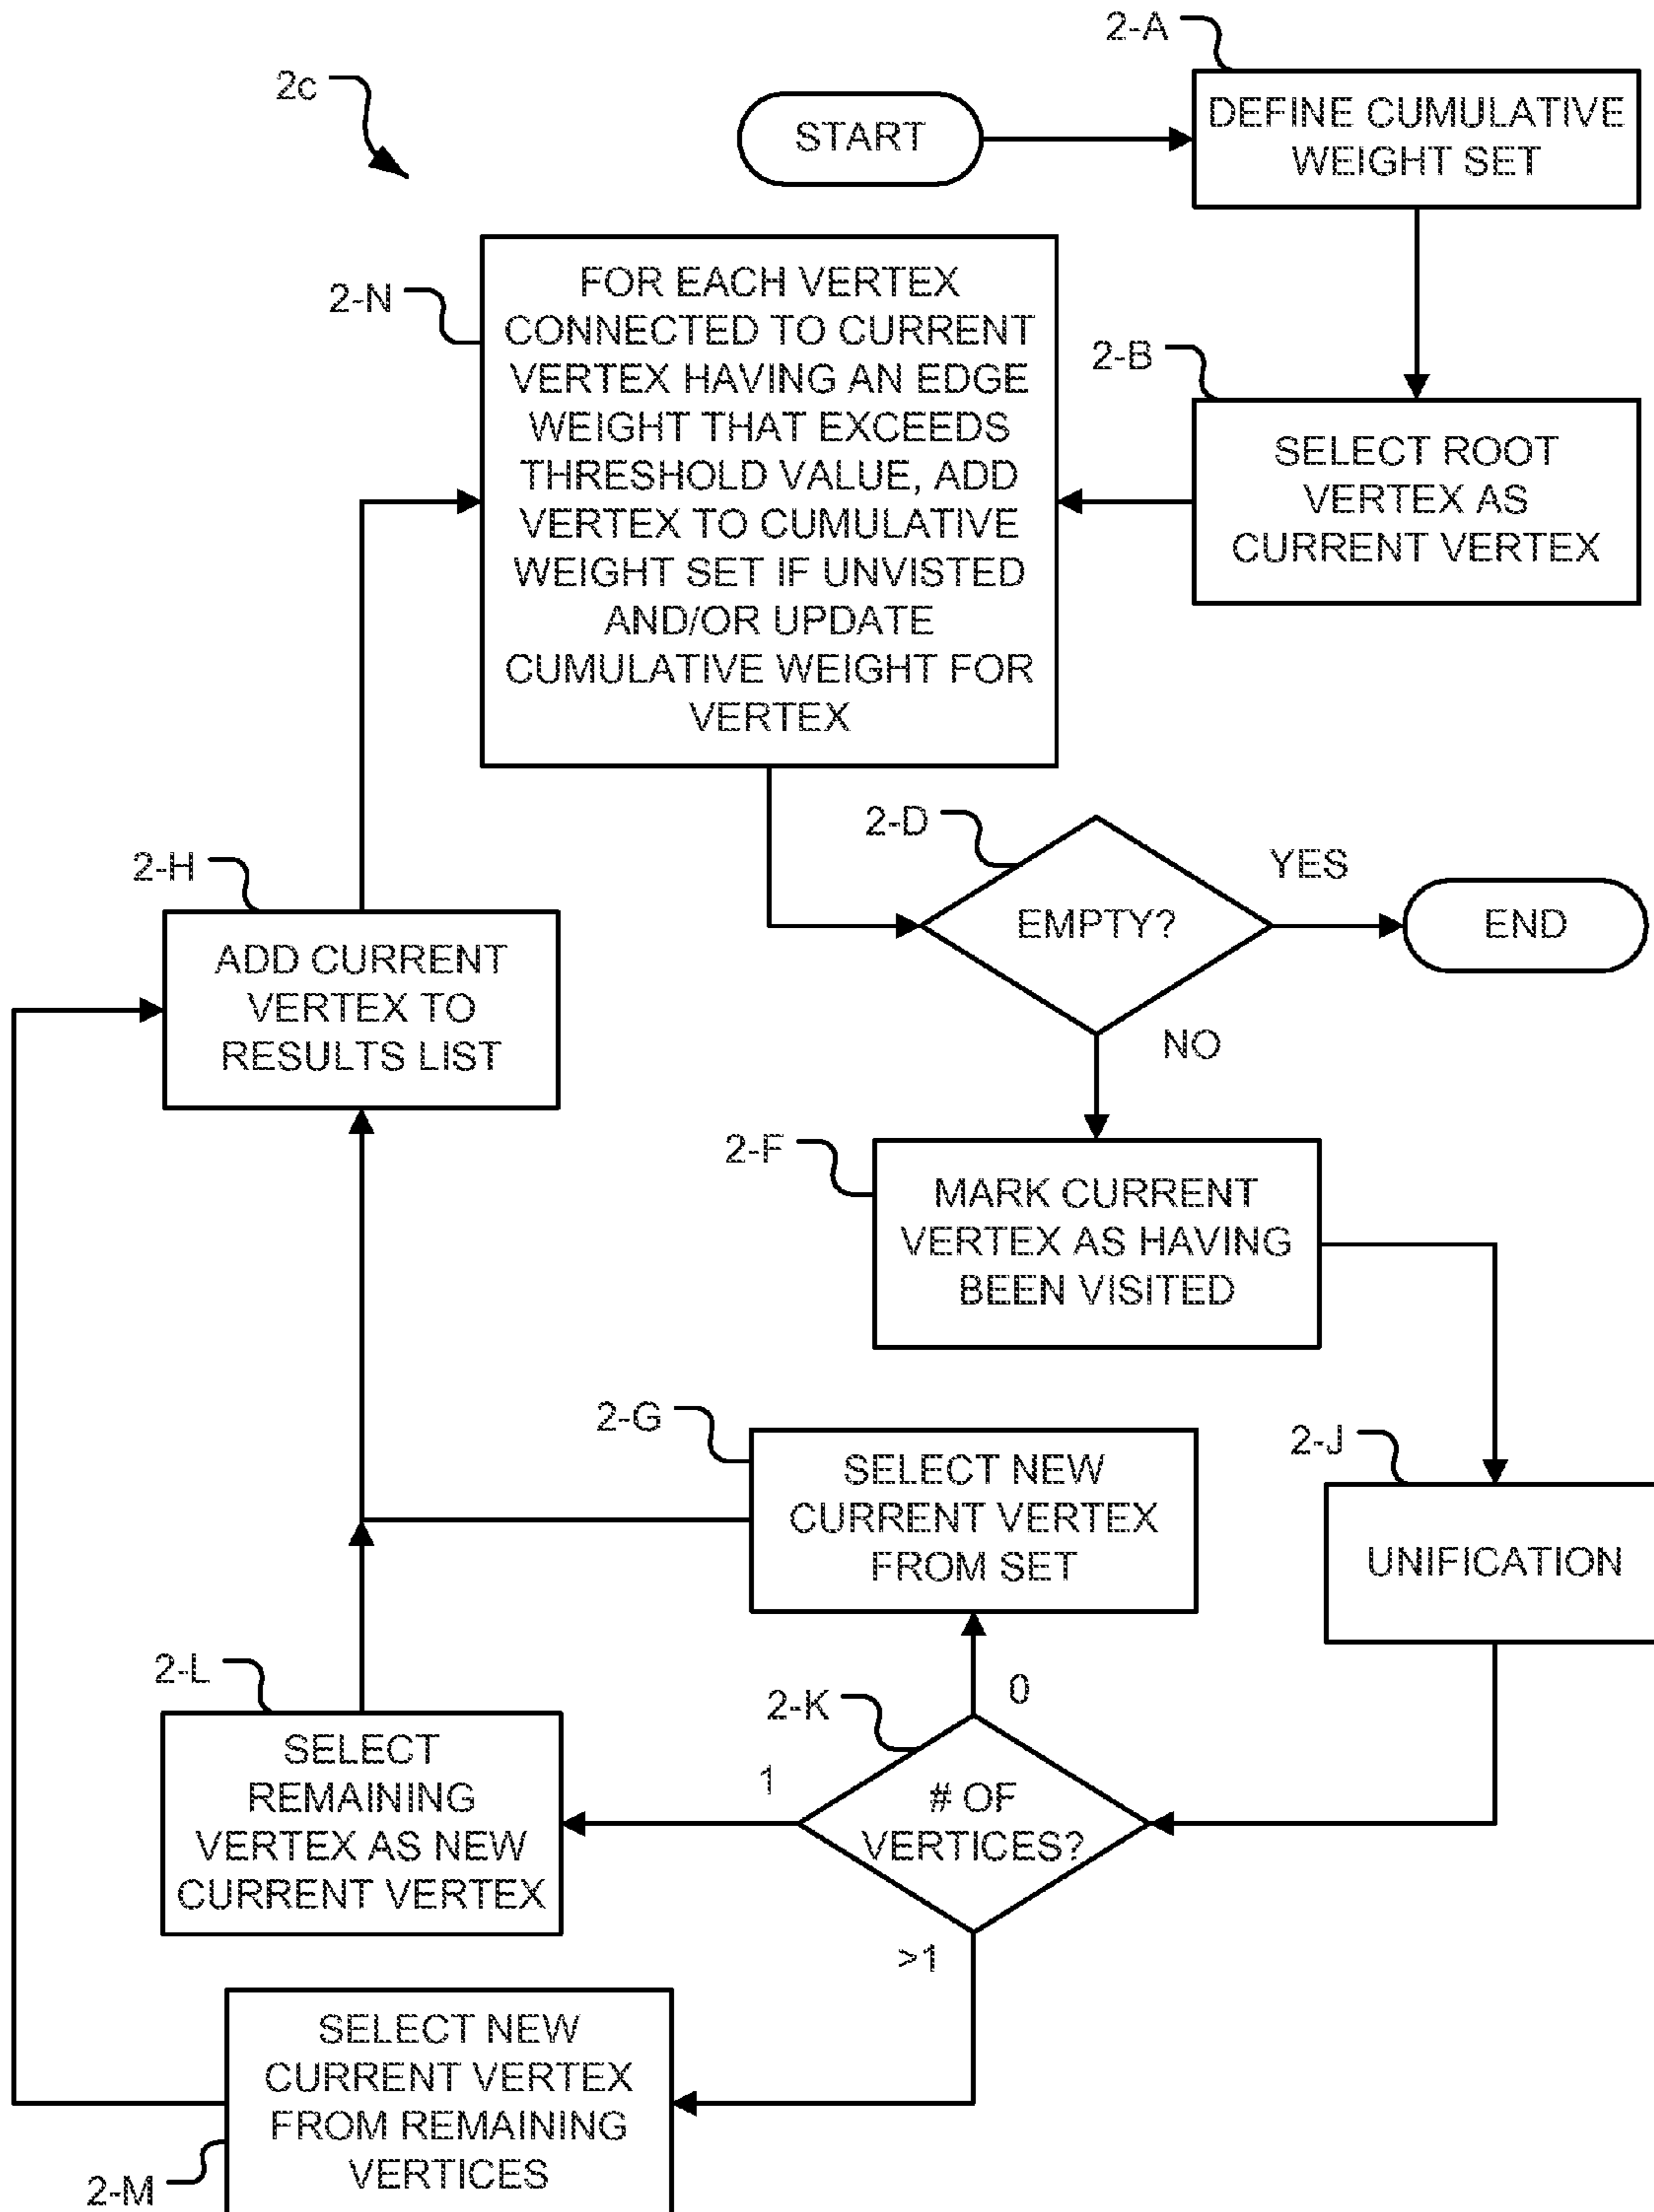 2-A
2c
START
DEFINE CUMULATIVE
WEIGHT SET
2-N
FOR EACH VERTEX
CONNECTED TO CURRENT
VERTEX HAVING AN EDGE
WEIGHT THAT EXCEEDS
THRESHOLD VALUE, ADD
VERTEX TO CUMULATIVE
WEIGHT SET IF UNVISTED
AND/OR UPDATE
CUMULATIVE WEIGHT FOR
VERTEX
2-B
SELECT ROOT
VERTEX AS
CURRENT VERTEX
2-D
EMPTY?
YES
END
NO
2-H
ADD CURRENT
VERTEX TO
RESULTS LIST
2-F
MARK CURRENT
VERTEX AS HAVING
BEEN VISITED
2-G
SELECT NEW
CURRENT VERTEX
FROM SET
2-J
UNIFICATION
2-L
SELECT
REMAINING
VERTEX AS NEW
CURRENT VERTEX
2-K
0
1
# OF
VERTICES?
>1
SELECT NEW
CURRENT VERTEX
FROM REMAINING
VERTICES
2-M